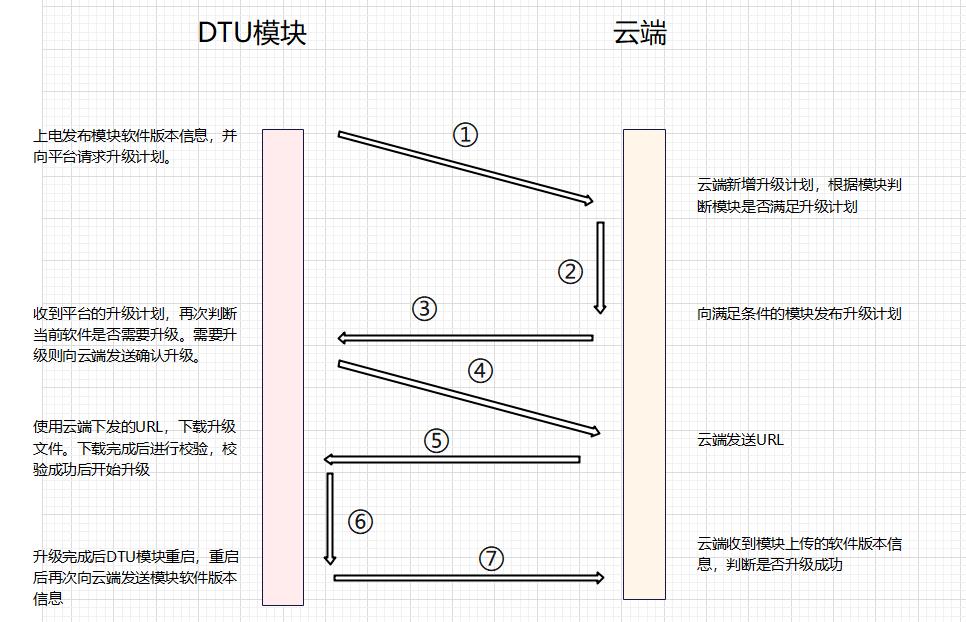 DTU模块
云端
上电发布模块软件版本信息，并
向平台请求升级计划。
①
云端新增升级计划，根据模块判
断模块是否满足升级计划
②
收到平台的升级计划，再次判断
当前软件是否需要升级。需要升
级则向云端发送确认升级。
③
向满足条件的模块发布升级计划
④
使用云端下发的URL，下载升级
文件。下载完成后进行校验，校
验成功后开始升级
⑤
云端发送URL
⑥
升级完成后DTU模块重启，重启
后再次向云端发送模块软件版本
信息
⑦
云端收到模块上传的软件版本信
息，判断是否升级成功